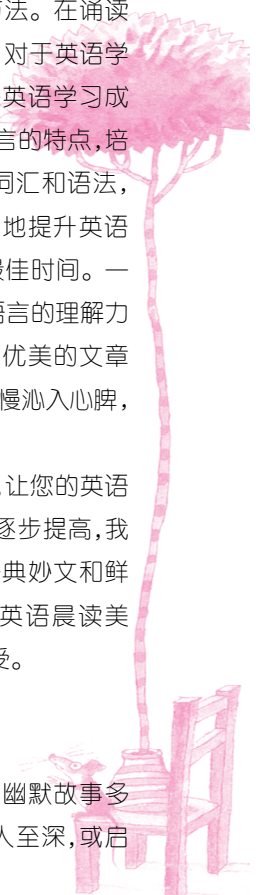 方法。在诵读
对于英语学
英语学习成
言的特点,培
词汇和语法,
地提升英语
最佳时间。一
语言的理解力
优美的文章
慢沁入心脾,
让您的英语
逐步提高,我
典妙文和鲜
英语晨读美
受。
幽默故事多
人至深,或启